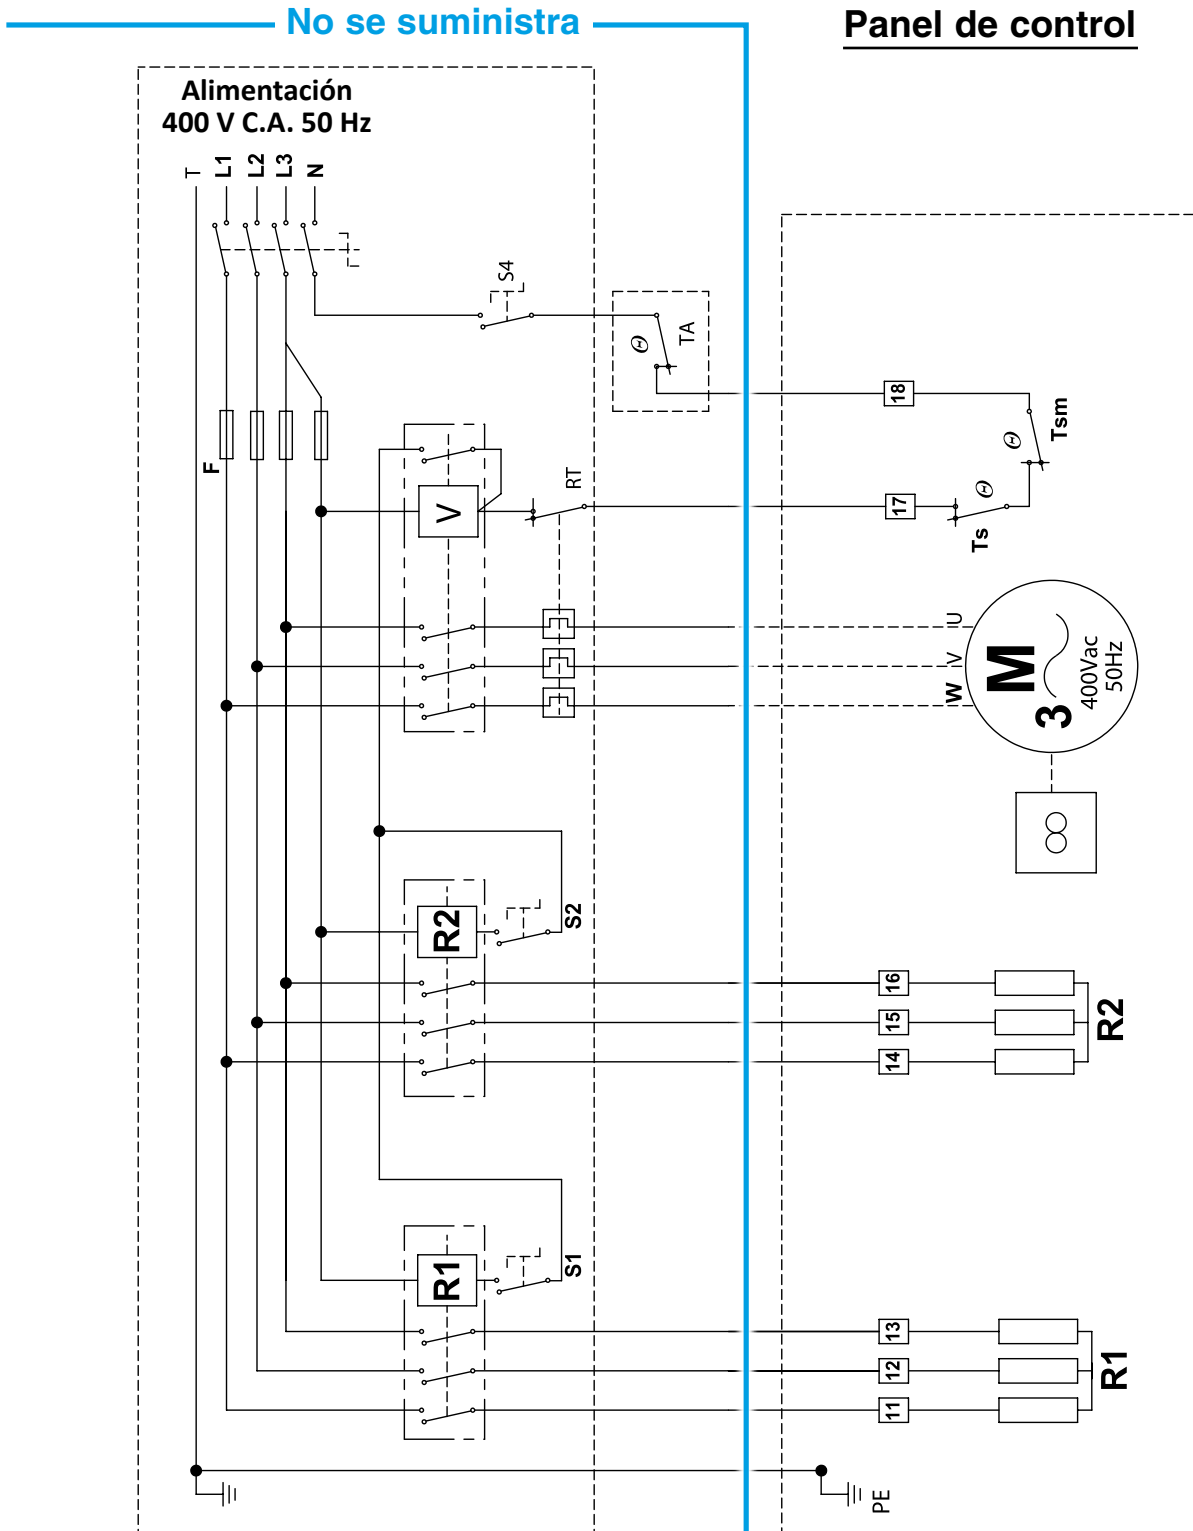 No se suministra
Panel de control
Alimentación
400 V C.A. 50 Hz
T
L1
L2
L3
N
S4
TA
Θ
F
18
Tsm
Θ
V
RT
17
Θ
Ts
U
V
W
M
3
400Vac
50Hz
R2
S2
16
15
14
R2
R1
S1
13
12
11
R1
PE